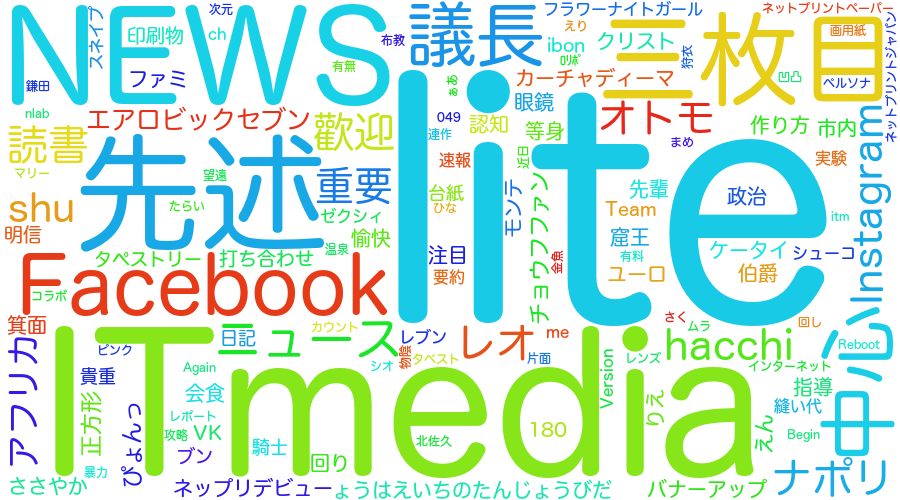 NEWS
スネイプ
次元
ch
印刷物
ファミ
鎌田
nlab
布教
有無
議長
フラワーナイトガール
えり
ネットプリントペーパー
ibon
ロリポ
クリスト
狩衣
三枚目
画用紙
凹凸
ペルソナ
ネットプリントジャパン
カーチャディーマ
眼鏡
ぁあ
オトモ
049
連作
認知
等身
まめ
作り方
市内
エアロビックセブン
歓迎
読書
マリー
先述
望遠
たらい
重要
速報
近日
実験
台紙
ひな
lite
shu
明信
ゼクシィ
愉快
温泉
タペストリー
打ち合わせ
注目
要約
モンテ
チョウファン
金魚
先輩
Team
窟王
有料
ユーロ
政治
ケータイ
伯爵
シューコ
itm
Instagram
Facebook
コラボ
箕面
日記
ニュース
カウント
レブン
物陰
タペスト
シオ
レオ
me
片面
さく
ムラ
hacchi
レンズ
回し
Reboot
中心
インターネット
指導
縫い代
Begin
アフリカ
ピンク
貴重
正方形
暴力
ぴょんっ
Again
会食
レポート
攻略
VK
ブン
騎士
回り
ITmedia
北佐久
180
Version
りえ
えん
ナポリ
ささやか
ネップリデビュー
ょうはえいちのたんじょうびだ
バナーアップ